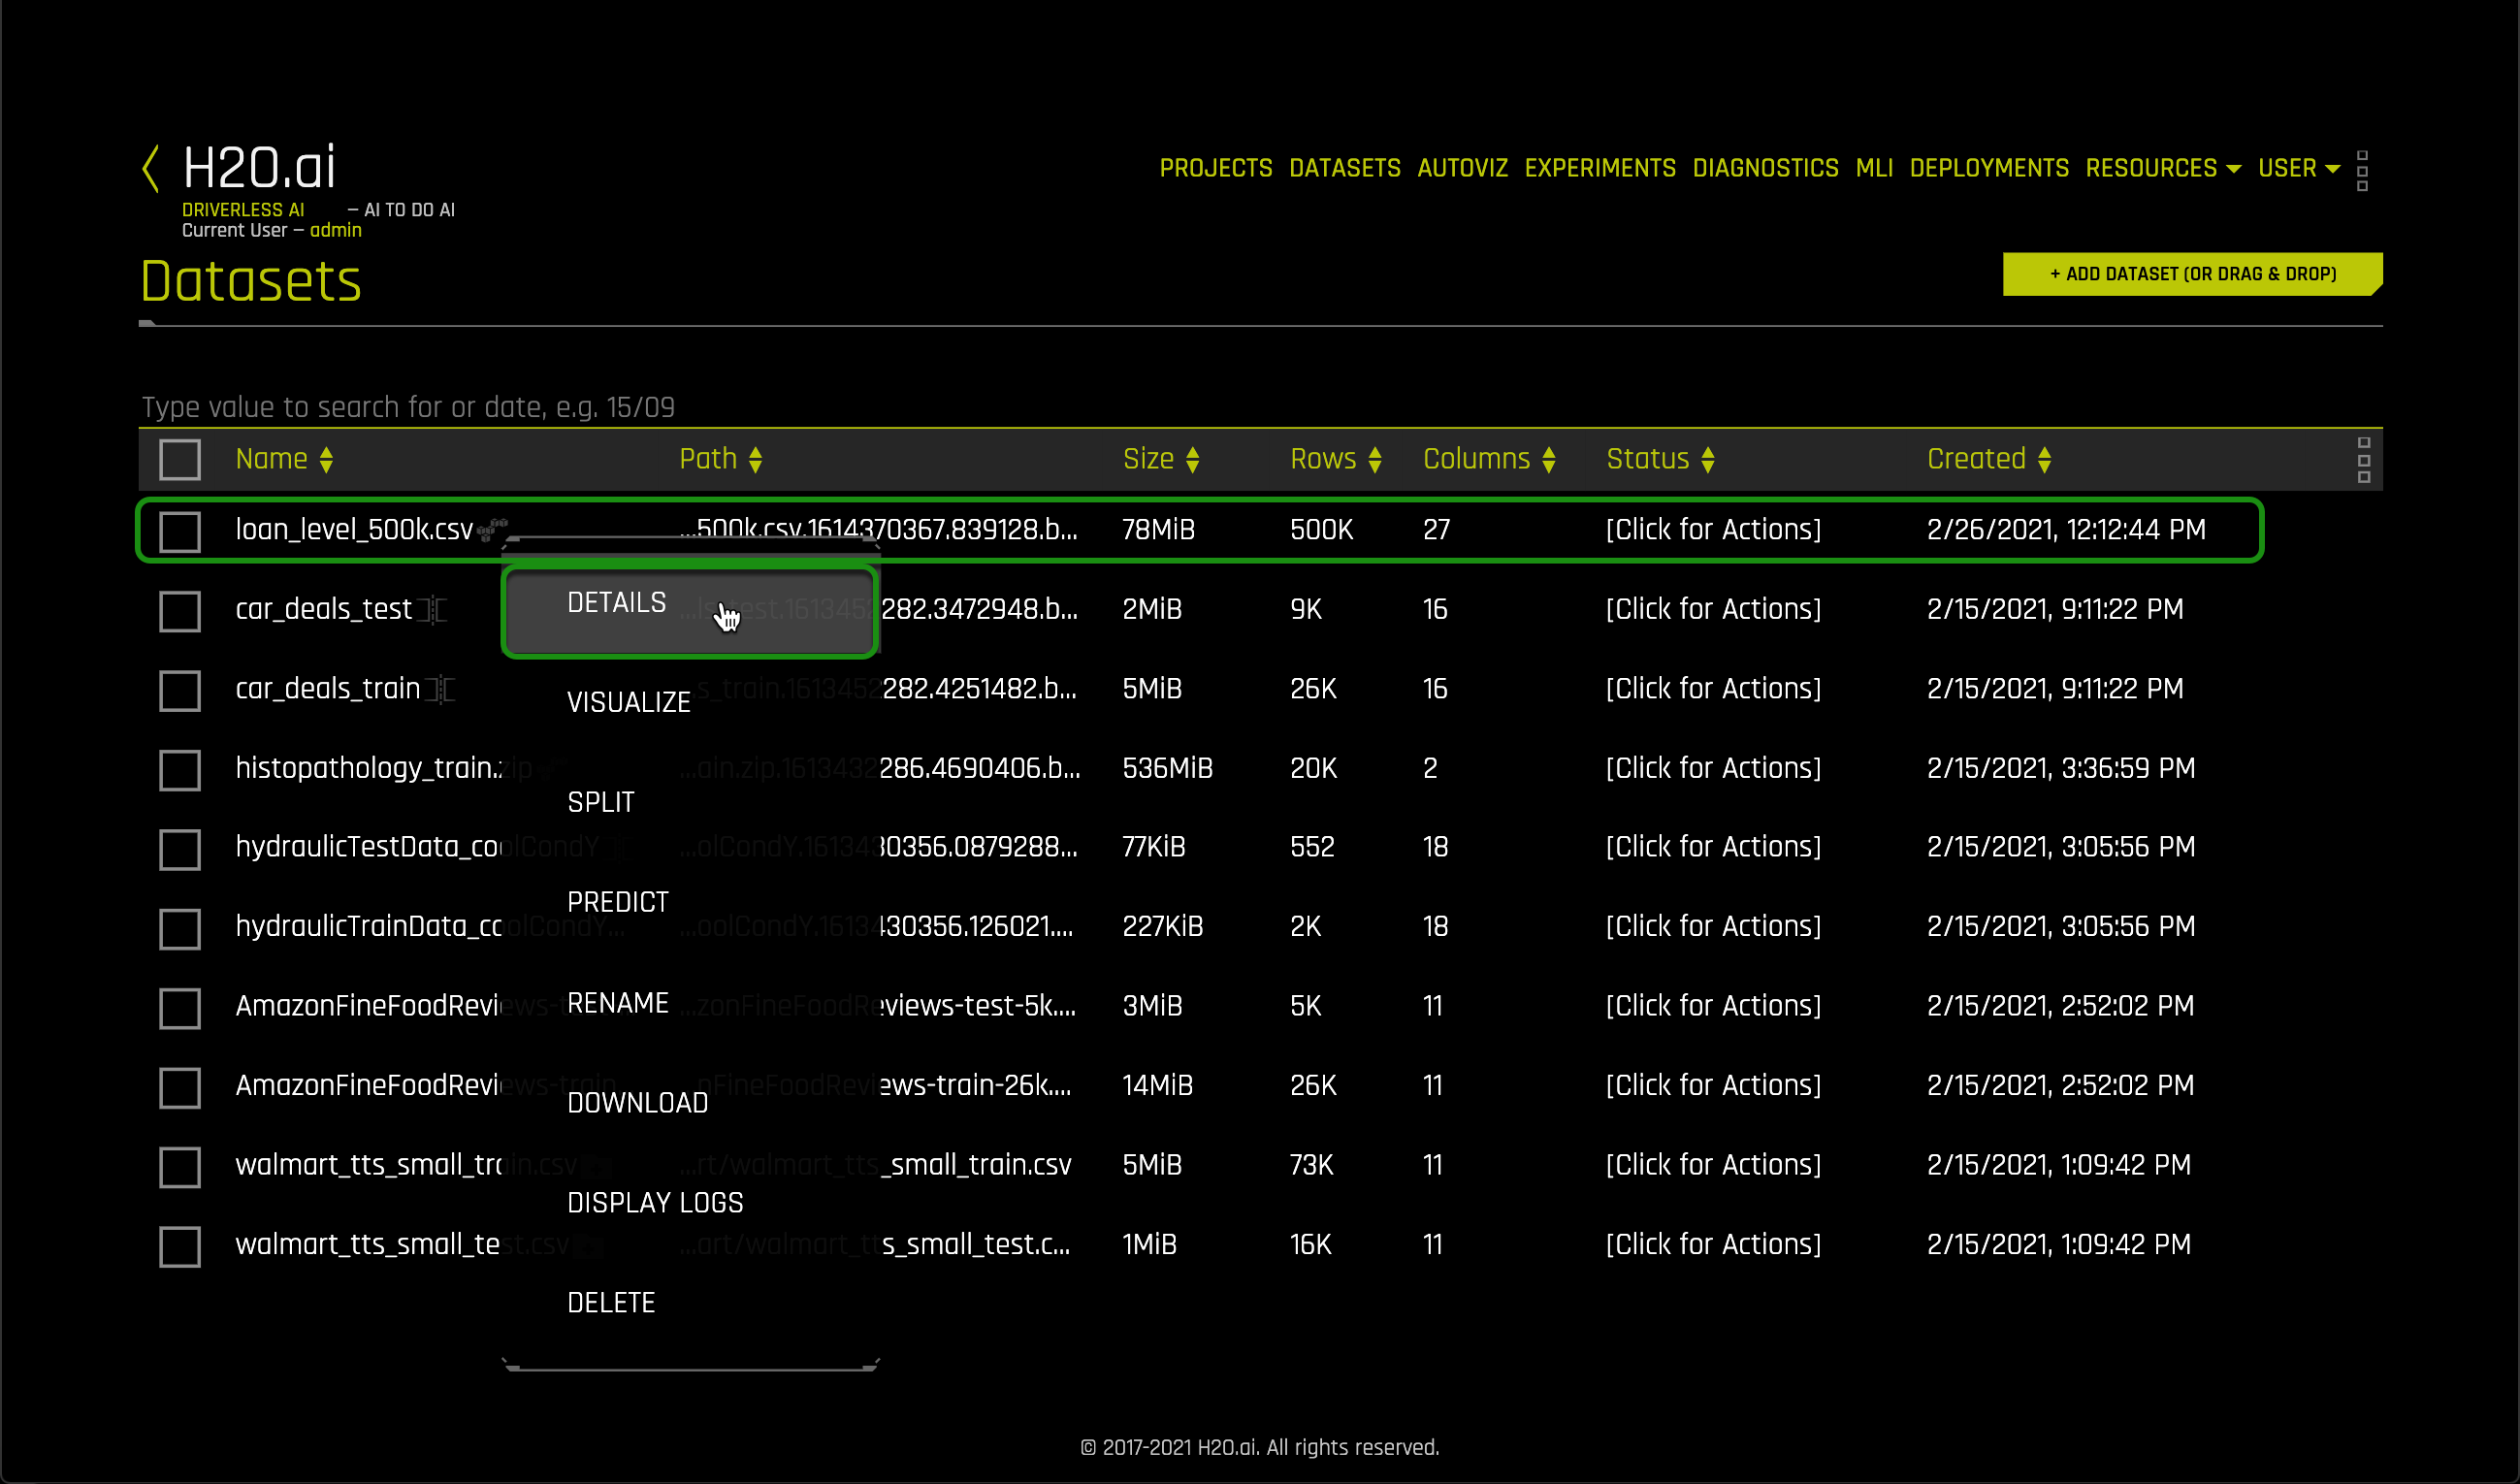 H2O.ai
DRIVERLESS AI — AI TO DO AI
Current User — admin
PROJECTS DATASETS AUTOVIZ EXPERIMENTS DIAGNOSTICS MLI DEPLOYMENTS RESOURCES USER
Datasets
+ ADD DATASET (OR DRAG & DROP)
Type value to search for or date, e.g. 15/09
Name Path Size Rows Columns Status Created
loan_level_500k.csv ...500k.csv.1614370367.839128.b... 78MiB 500K 27 [Click for Actions] 2/26/2021, 12:12:44 PM
DETAILS
car_deals_test ...ls_test.1613452282.3472948.b... 2MiB 9K 16 [Click for Actions] 2/15/2021, 9:11:22 PM
car_deals_train ...s_train.1613452282.4251482.b... 5MiB 26K 16 [Click for Actions] 2/15/2021, 9:11:22 PM
VISUALIZE
histopathology_train.zip ...ain.zip.1613432286.4690406.b... 536MiB 20K 2 [Click for Actions] 2/15/2021, 3:36:59 PM
SPLIT
hydraulicTestData_coolCondY ...olCondY.1613430356.0879288... 77KiB 552 18 [Click for Actions] 2/15/2021, 3:05:56 PM
PREDICT
hydraulicTrainData_coolCondY... ...oolCondY.1613430356.126021.... 227KiB 2K 18 [Click for Actions] 2/15/2021, 3:05:56 PM
RENAME
AmazonFineFoodReviews-t ...zonFineFoodReviews-test-5k.... 3MiB 5K 11 [Click for Actions] 2/15/2021, 2:52:02 PM
AmazonFineFoodReviews-train... ...nFineFoodReviews-train-26k.... 14MiB 26K 11 [Click for Actions] 2/15/2021, 2:52:02 PM
DOWNLOAD
walmart_tts_small_train.csv ...rt/walmart_tts_small_train.csv 5MiB 73K 11 [Click for Actions] 2/15/2021, 1:09:42 PM
DISPLAY LOGS
walmart_tts_small_test.csv ...art/walmart_tts_small_test.c... 1MiB 16K 11 [Click for Actions] 2/15/2021, 1:09:42 PM
DELETE
© 2017-2021 H2O.ai. All rights reserved.